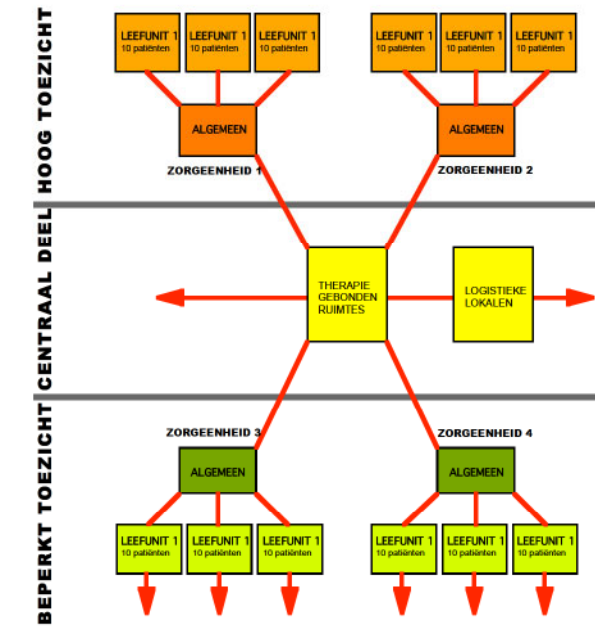 HOOG TOEZICHT
LEEFUNIT 1
10 patiënten
LEEFUNIT 1
10 patiënten
LEEFUNIT 1
10 patiënten
LEEFUNIT 1
10 patiënten
LEEFUNIT 1
10 patiënten
LEEFUNIT 1
10 patiënten
ALGEMEEN
ALGEMEEN
ZORGEENHEID 1
ZORGEENHEID 2
CENTRAAL DEEL
THERAPIE
GEBONDEN
RUIMTES
LOGISTIEKE
LOKALEN
BEPERKT TOEZICHT
ZORGEENHEID 3
ZORGEENHEID 4
ALGEMEEN
ALGEMEEN
LEEFUNIT 1
10 patiënten
LEEFUNIT 1
10 patiënten
LEEFUNIT 1
10 patiënten
LEEFUNIT 1
10 patiënten
LEEFUNIT 1
10 patiënten
LEEFUNIT 1
10 patiënten